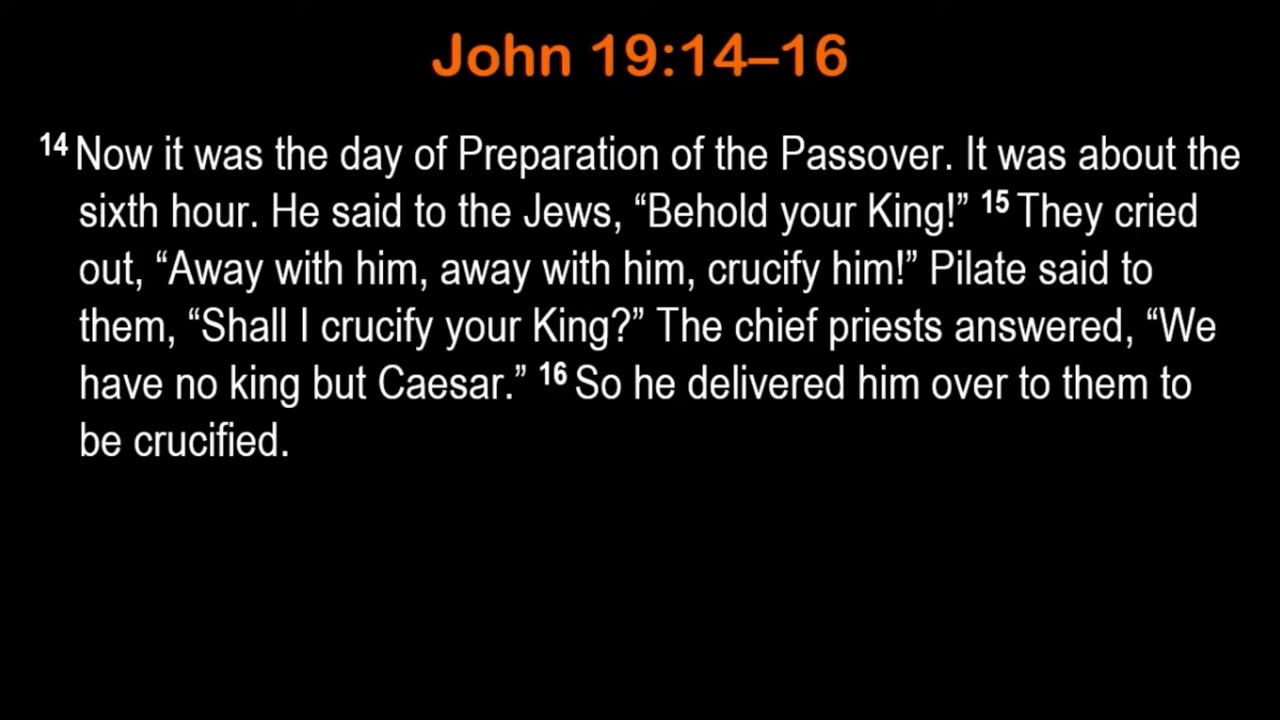 John 19:14–16
14 Now it was the day of Preparation of the Passover. It was about the
sixth hour. He said to the Jews, “Behold your King!” 15 They cried
out, “Away with him, away with him, crucify him!” Pilate said to
them, “Shall I crucify your King?” The chief priests answered, “We
have no king but Caesar.” 16 So he delivered him over to them to
be crucified.